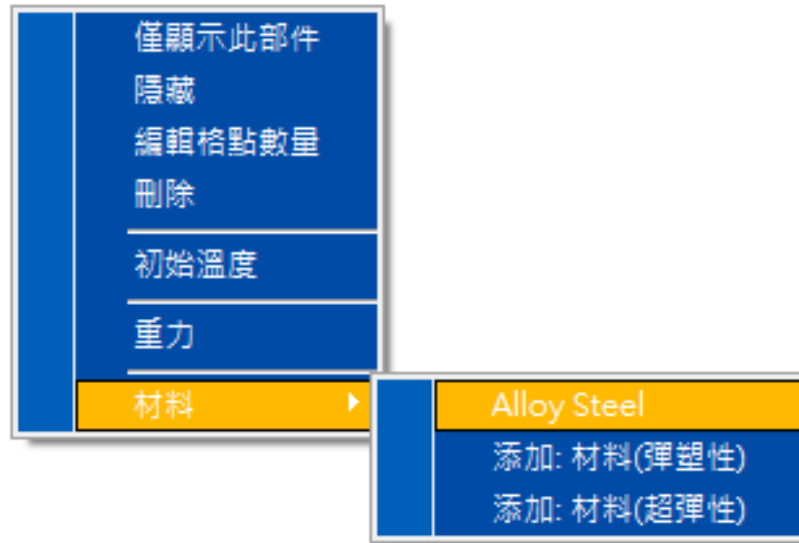 僅顯示此部件
隱藏
編輯格點數量
刪除
初始溫度
重力
材料
Alloy Steel
添加: 材料(彈塑性)
添加: 材料(超彈性)